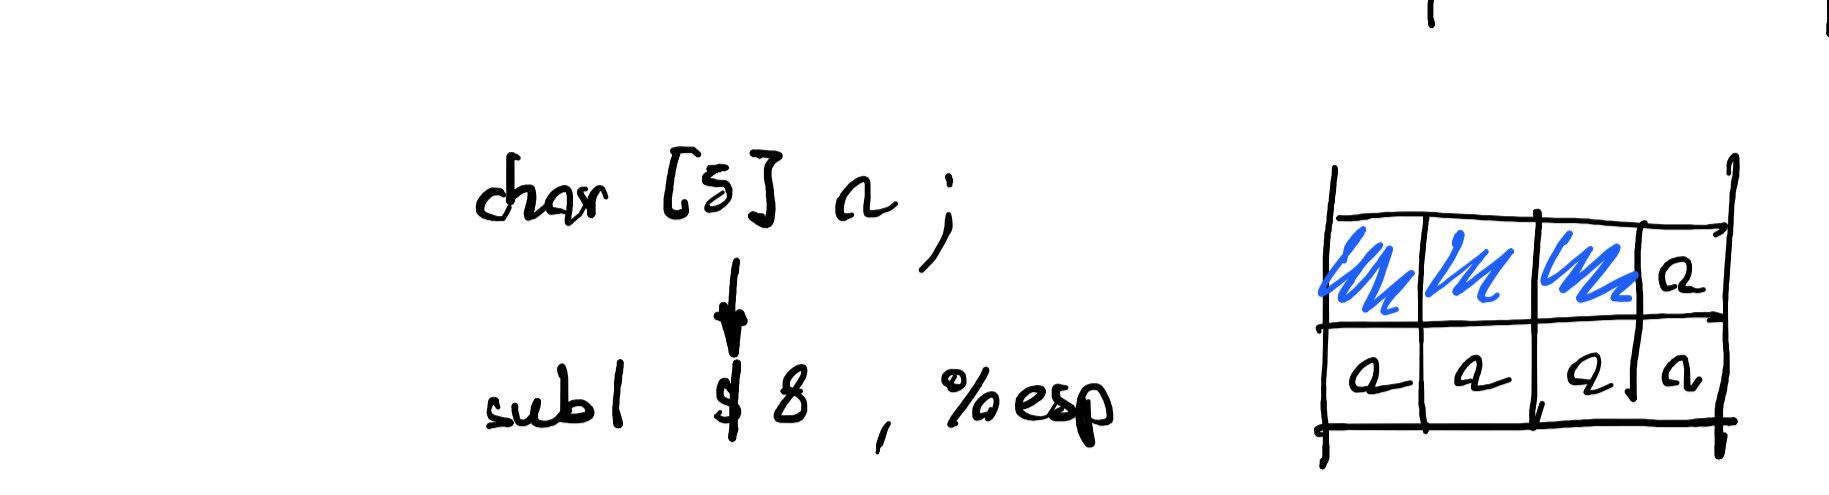 char [5] a ;
subl $8 , %esp
a
a a a a